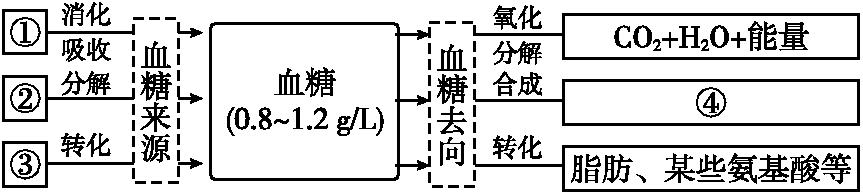 ① 消化 吸收
② 分解
③ 转化
血糖来源
血糖
(0.8~1.2 g/L)
血糖去向
氧化 分解
CO₂+H₂O+能量
合成
④
转化
脂肪、某些氨基酸等